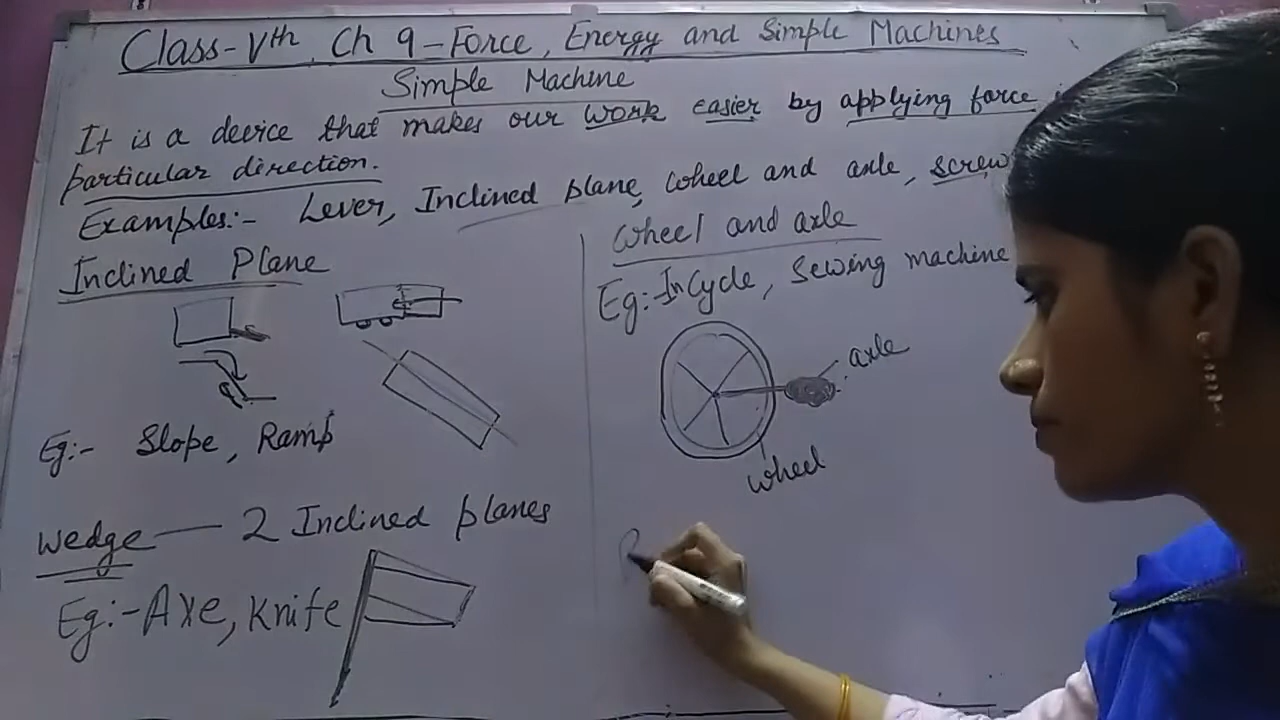 Class-Vth Ch 9-Force, Energy and Simple Machines
Simple Machine
It is a device that makes our work easier by applying force
particular direction.
Examples:- Lever, Inclined plane, wheel and axle, screw
Inclined Plane
Eg:- Slope, Ramp
Wedge — 2 Inclined planes
Eg:- Axe, Knife
Wheel and axle
Eg:- In Cycle, Sewing machine
axle
wheel